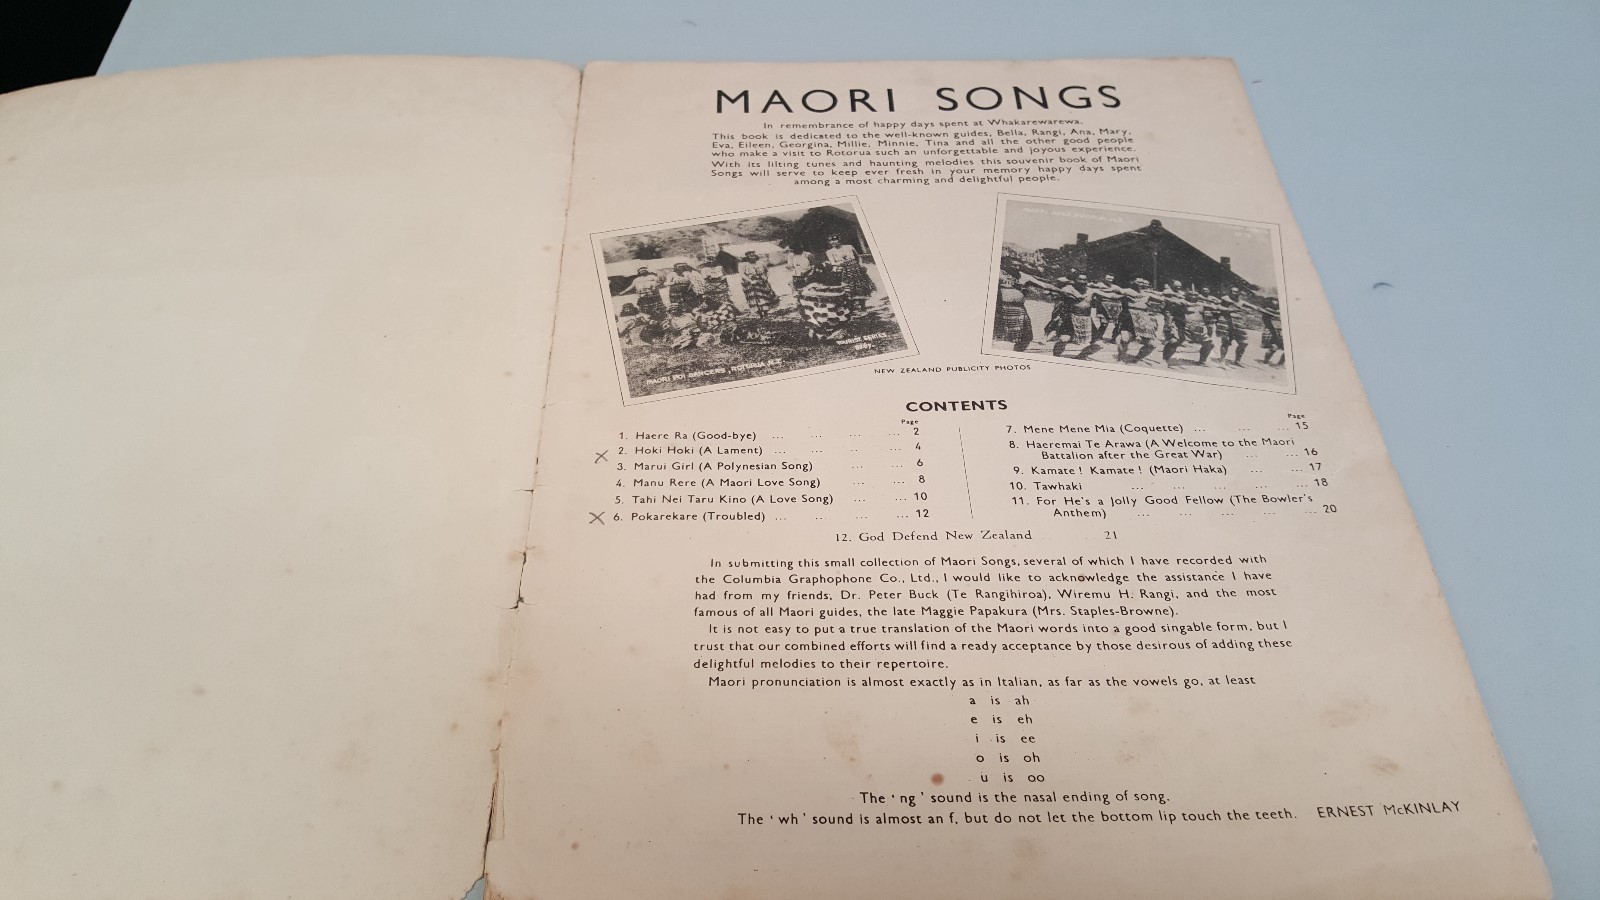 MAORI SONGS
In remembrance of happy days spent at Whakarewarewa.
This book is dedicated to the well-known guides, Bella, Rangi, Ana, Mary,
Eva, Eileen, Georgina, Millie, Minnie, Tina and all the other good people
who make a visit to Rotorua such an unforgettable and joyous experience.
With its lilting tunes and haunting melodies this souvenir book of Maori
Songs will serve to keep ever fresh in your memory happy days spent
among a most charming and delightful people.
MAORI POI DANCERS, ROTORUA N.Z.
TOURIST SERIES
NEW ZEALAND PUBLICITY PHOTOS
CONTENTS
Page
1. Haere Ra (Good-bye) ... ... ... ... 2
2. Hoki Hoki (A Lament) ... ... ... 4
3. Marui Girl (A Polynesian Song) ... ... 6
4. Manu Rere (A Maori Love Song) ... ... 8
5. Tahi Nei Taru Kino (A Love Song) ... ... 10
6. Pokarekare (Troubled) ... ... ... ... 12
Page
7. Mene Mene Mia (Coquette) ... ... ... 15
8. Haeremai Te Arawa (A Welcome to the Maori
Battalion after the Great War) ... ... 16
9. Kamate! Kamate! (Maori Haka) ... ... 17
10. Tawhaki ... ... ... ... ... 18
11. For He's a Jolly Good Fellow (The Bowler's
Anthem) ... ... ... ... ... 20
12. God Defend New Zealand 21
In submitting this small collection of Maori Songs, several of which I have recorded with
the Columbia Graphophone Co., Ltd., I would like to acknowledge the assistance I have
had from my friends, Dr. Peter Buck (Te Rangihiroa), Wiremu H. Rangi, and the most
famous of all Maori guides, the late Maggie Papakura (Mrs. Staples-Browne).
It is not easy to put a true translation of the Maori words into a good singable form, but I
trust that our combined efforts will find a ready acceptance by those desirous of adding these
delightful melodies to their repertoire.
Maori pronunciation is almost exactly as in Italian, as far as the vowels go, at least
a is ah
e is eh
i is ee
o is oh
u is oo
The 'ng' sound is the nasal ending of song.
The 'wh' sound is almost an f, but do not let the bottom lip touch the teeth. ERNEST McKINLAY